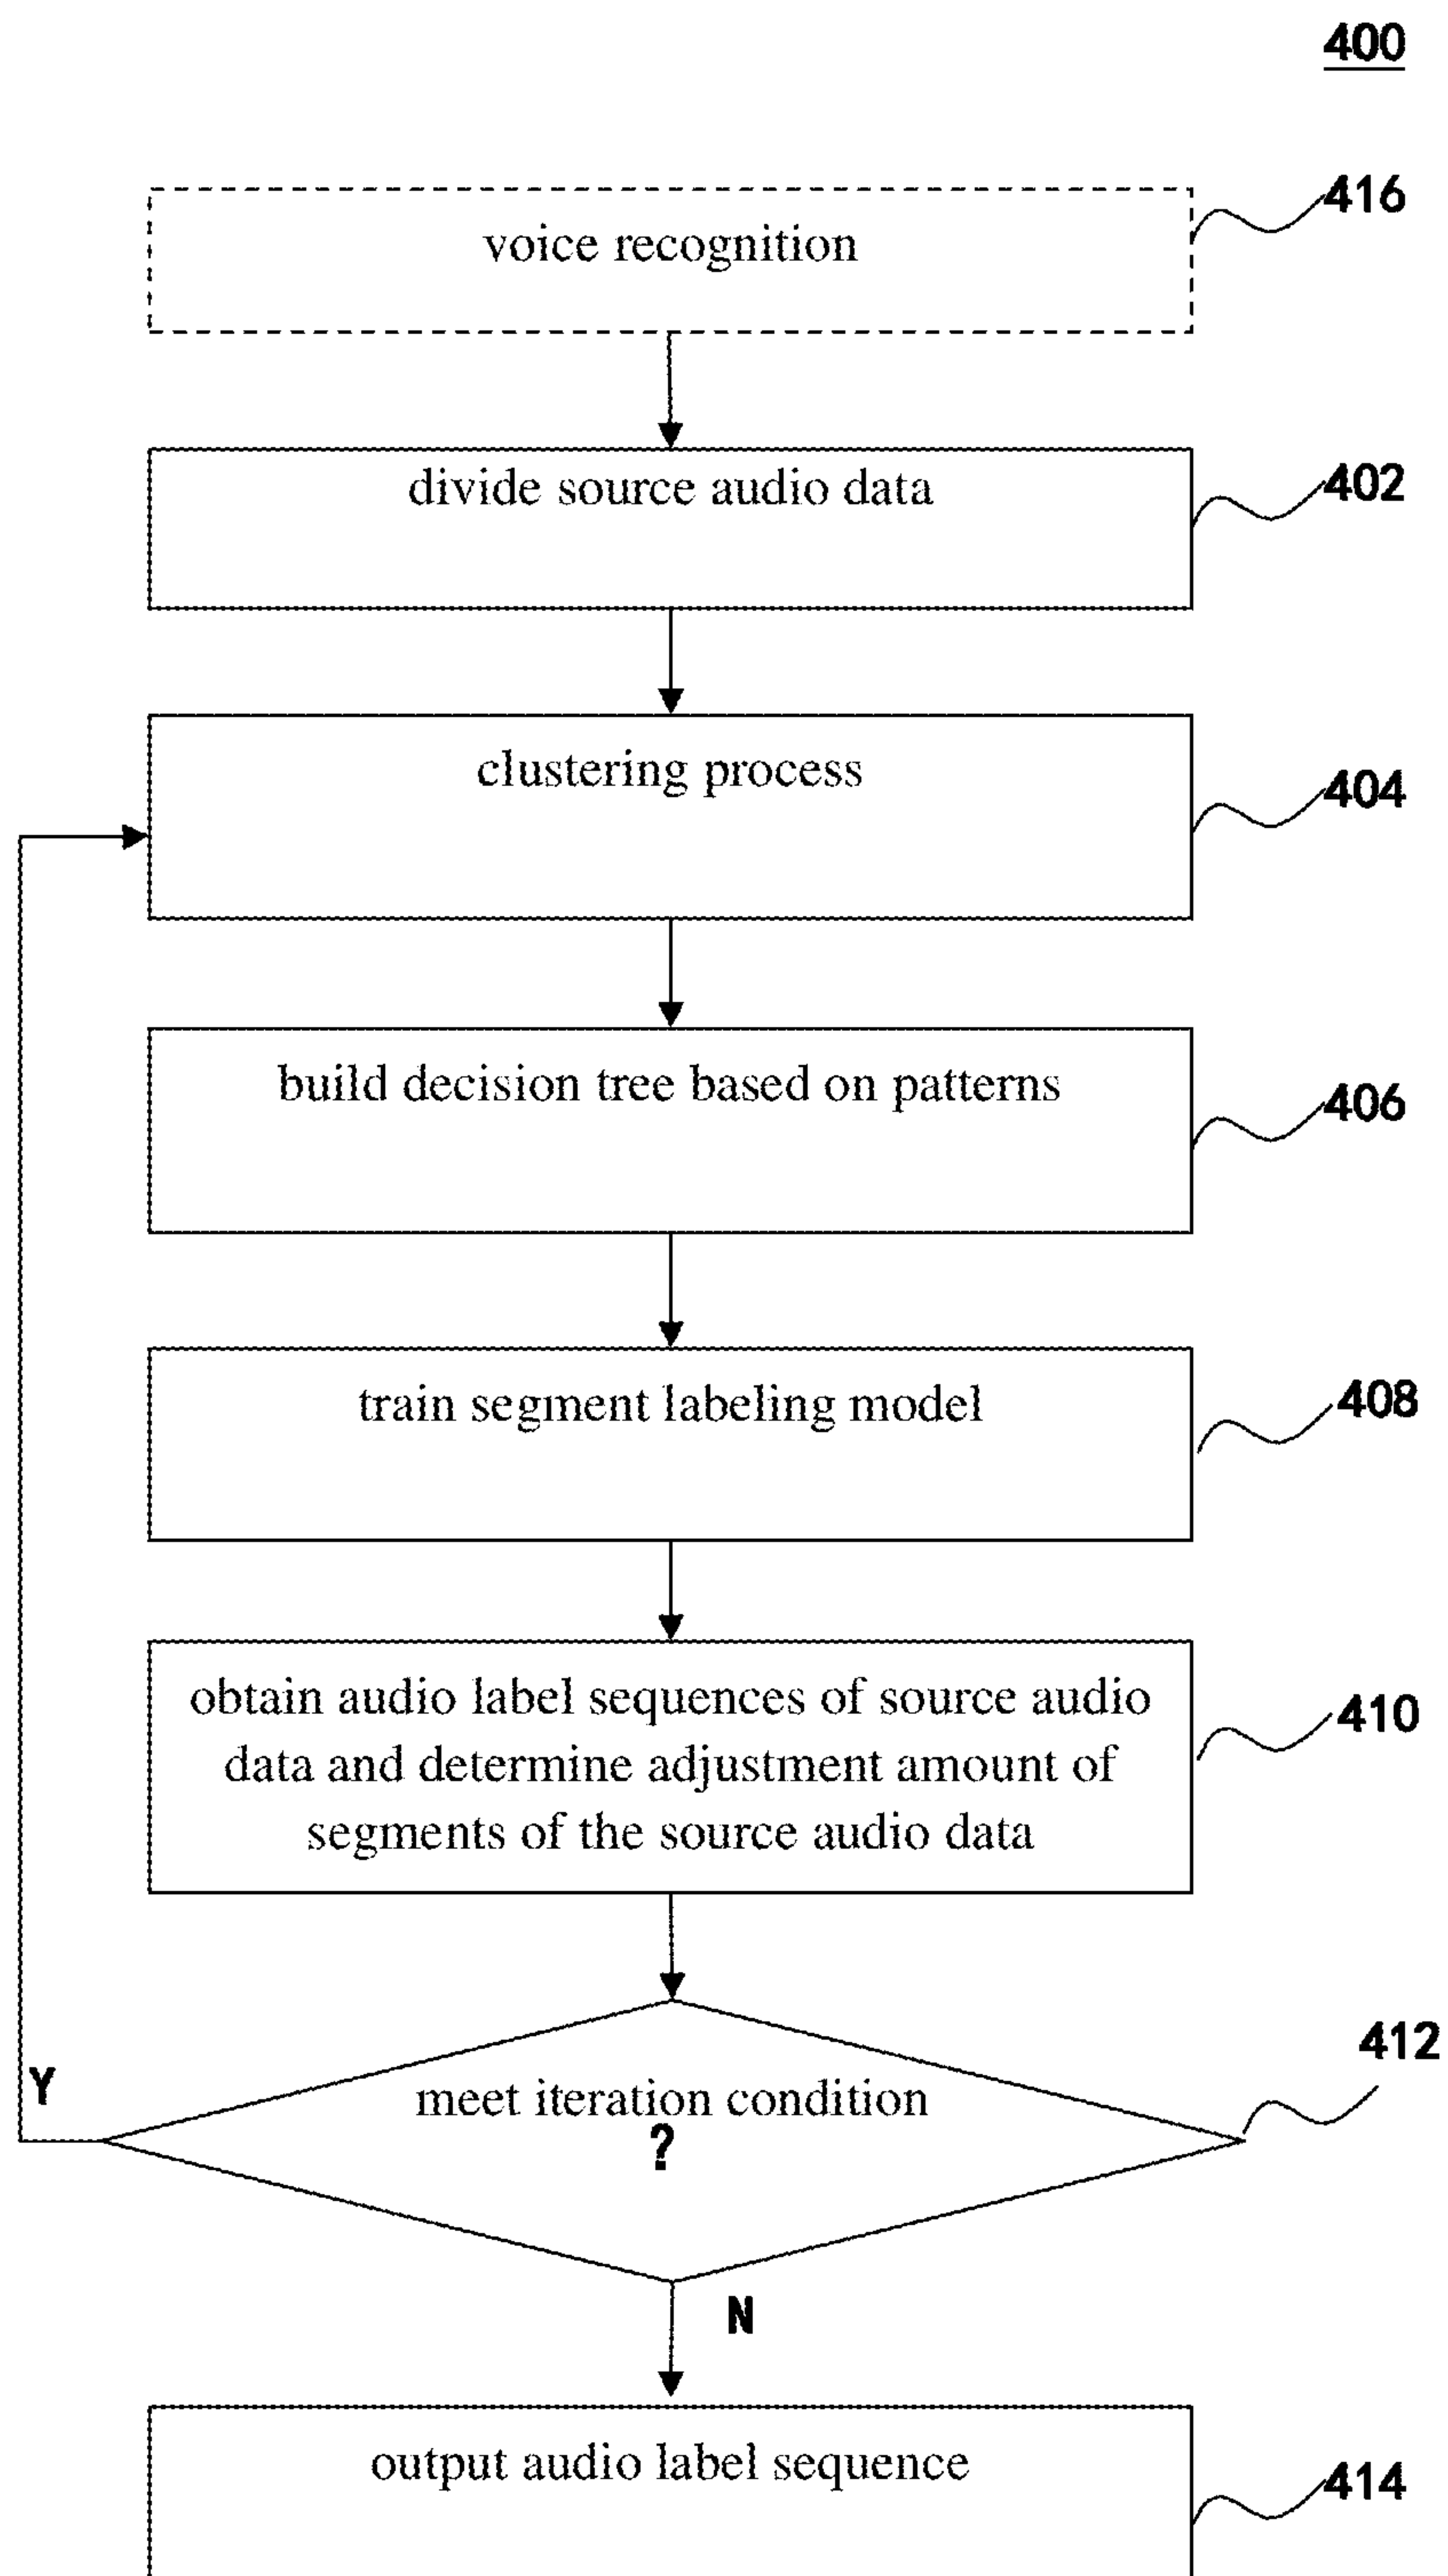 400
voice recognition
416
divide source audio data
402
clustering process
404
build decision tree based on patterns
406
train segment labeling model
408
obtain audio label sequences of source audio
data and determine adjustment amount of
segments of the source audio data
410
meet iteration condition
?
412
Y
N
output audio label sequence
414